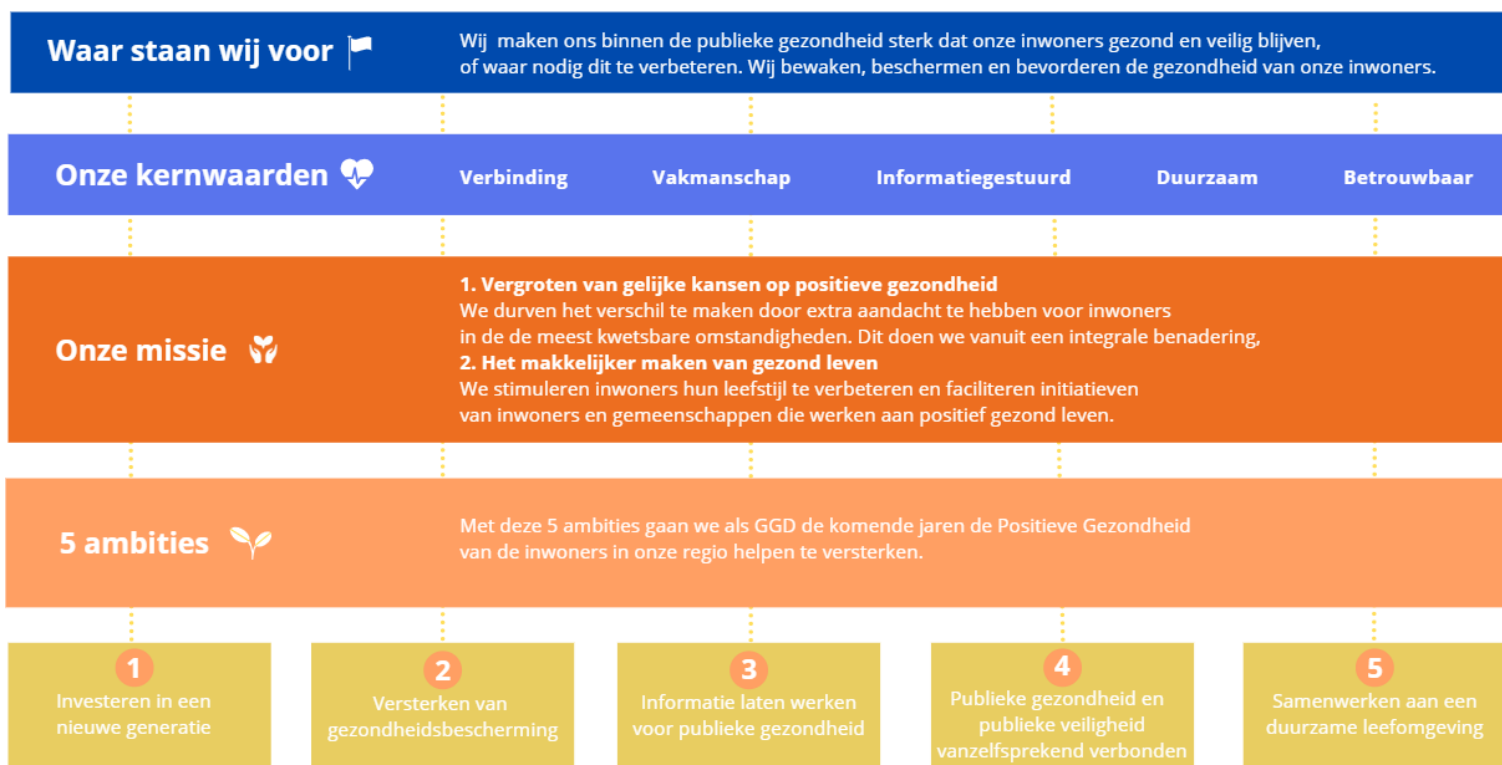 Waar staan wij voor
Wij maken ons binnen de publieke gezondheid sterk dat onze inwoners gezond en veilig blijven,
of waar nodig dit te verbeteren. Wij bewaken, beschermen en bevorderen de gezondheid van onze inwoners.
Onze kernwaarden
Verbinding Vakmanschap Informatiegestuurd Duurzaam Betrouwbaar
Onze missie
1. Vergroten van gelijke kansen op positieve gezondheid
We durven het verschil te maken door extra aandacht te hebben voor inwoners
in de de meest kwetsbare omstandigheden. Dit doen we vanuit een integrale benadering,
2. Het makkelijker maken van gezond leven
We stimuleren inwoners hun leefstijl te verbeteren en faciliteren initiatieven
van inwoners en gemeenschappen die werken aan positief gezond leven.
5 ambities
Met deze 5 ambities gaan we als GGD de komende jaren de Positieve Gezondheid
van de inwoners in onze regio helpen te versterken.
1
Investeren in een
nieuwe generatie
2
Versterken van
gezondheidsbescherming
3
Informatie laten werken
voor publieke gezondheid
4
Publieke gezondheid en
publieke veiligheid
vanzelfsprekend verbonden
5
Samenwerken aan een
duurzame leefomgeving